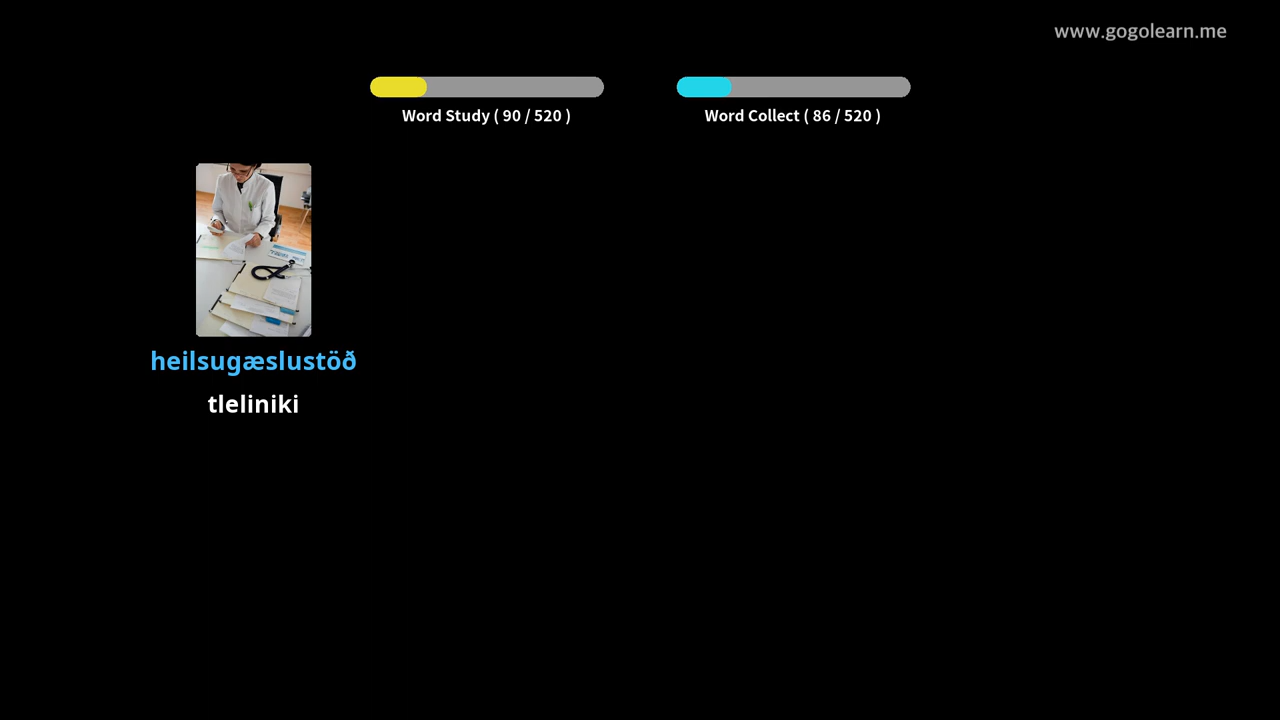 www.gogolearn.me
Word Study ( 90 / 520 )
Word Collect ( 86 / 520 )
heilsugæslustöð
tleliniki